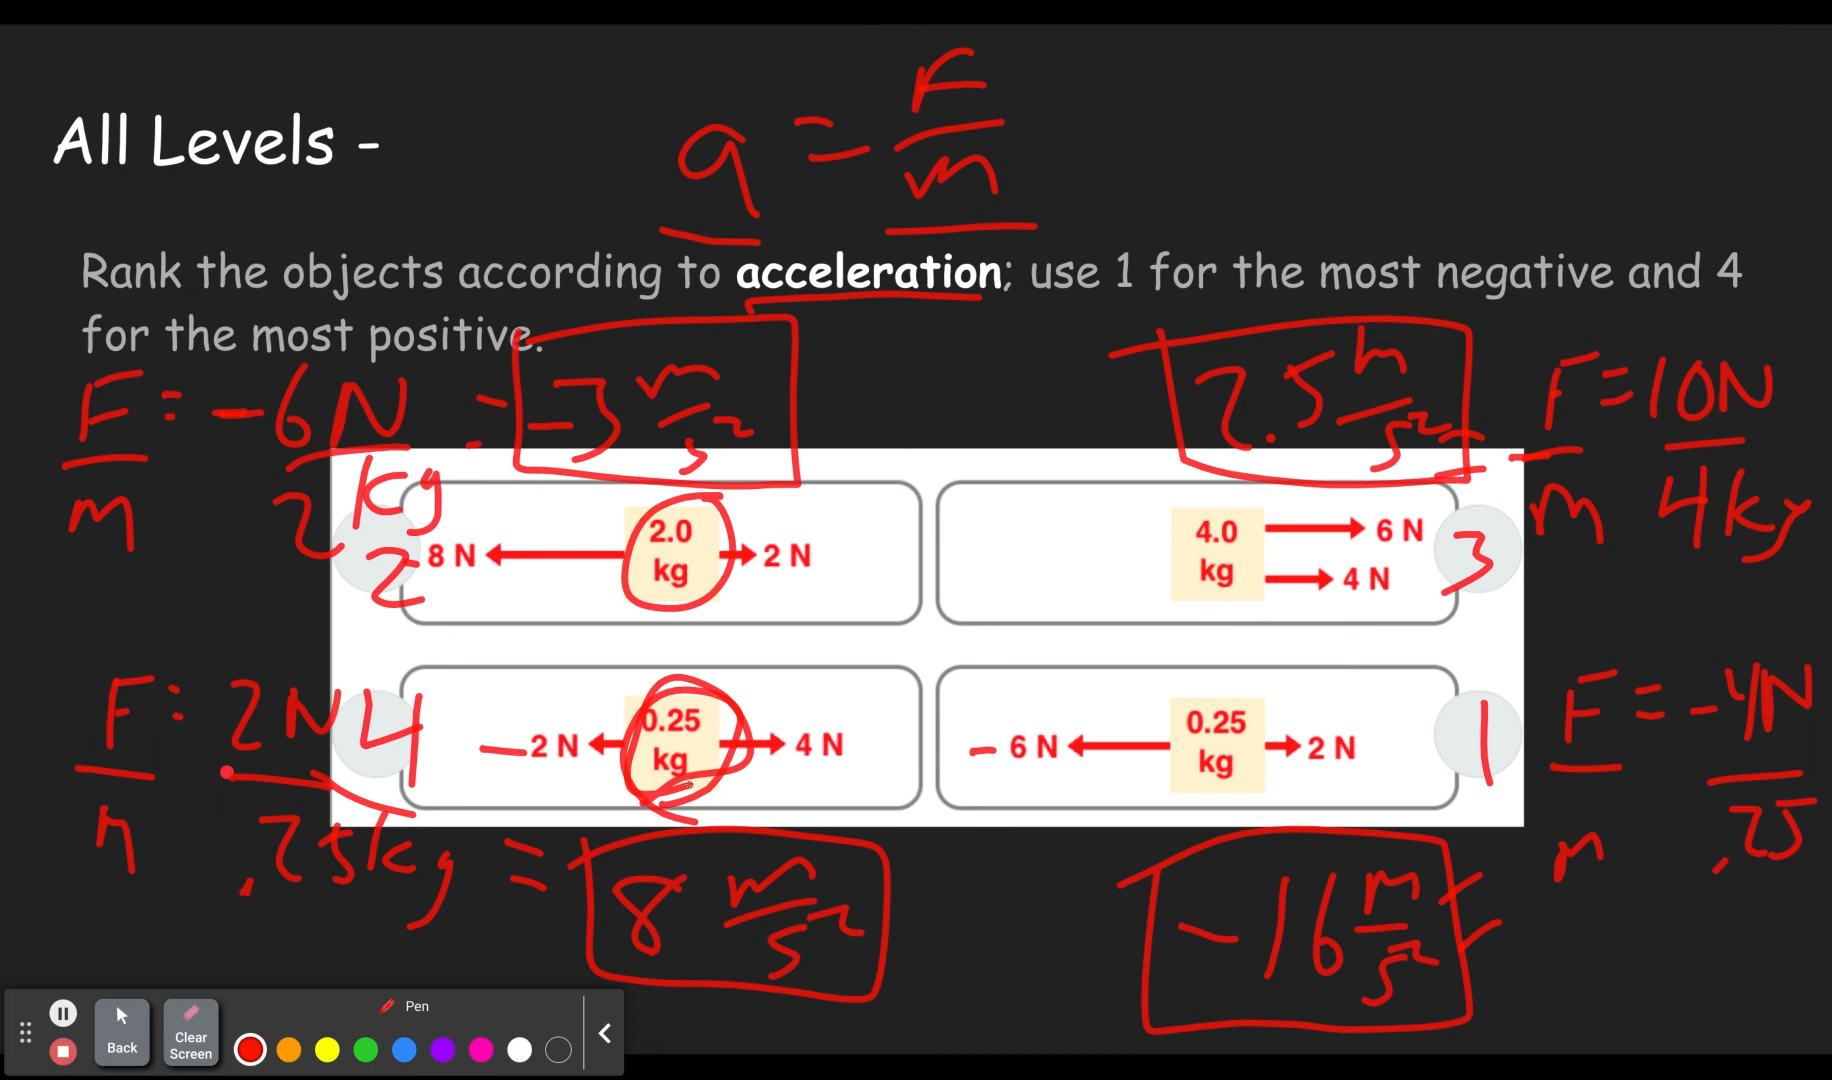 a = F/m
All Levels -
Rank the objects according to acceleration; use 1 for the most negative and 4
for the most positive.
F/m = -6N/2kg = -3 m/s²
2.5 m/s² = F/m = 10N/4kg
2
8 N
2.0
kg
2 N
4.0
kg
6 N
4 N
3
F/m = 2N/.25kg = 8 m/s²
4
-2 N
0.25
kg
4 N
- 6 N
0.25
kg
2 N
1
F/m = -4N/.25
-16 m/s² =
Pen
Back
Clear
Screen